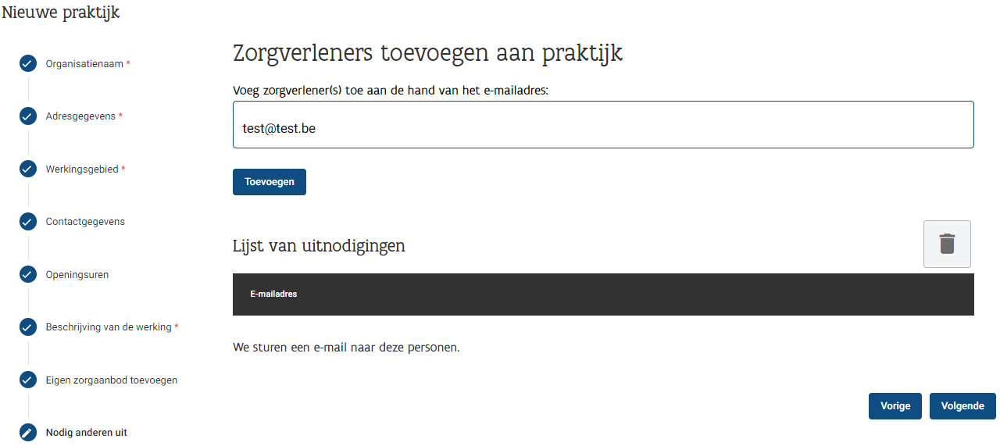 Nieuwe praktijk
Organisatienaam *
Adresgegevens *
Werkingsgebied *
Contactgegevens
Openingsuren
Beschrijving van de werking *
Eigen zorgaanbod toevoegen
Nodig anderen uit
Zorgverleners toevoegen aan praktijk
Voeg zorgverlener(s) toe aan de hand van het e-mailadres:
test@test.be
Toevoegen
Lijst van uitnodigingen
E-mailadres
We sturen een e-mail naar deze personen.
Vorige
Volgende